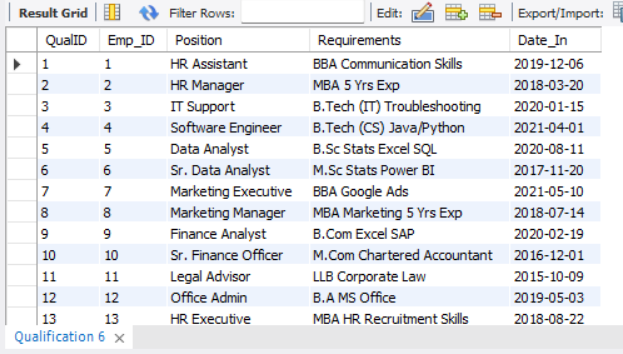 Result Grid Filter Rows: Edit: Export/Import:
QualID Emp_ID Position Requirements Date_In
1 1 HR Assistant BBA Communication Skills 2019-12-06
2 2 HR Manager MBA 5 Yrs Exp 2018-03-20
3 3 IT Support B.Tech (IT) Troubleshooting 2020-01-15
4 4 Software Engineer B.Tech (CS) Java/Python 2021-04-01
5 5 Data Analyst B.Sc Stats Excel SQL 2020-08-11
6 6 Sr. Data Analyst M.Sc Stats Power BI 2017-11-20
7 7 Marketing Executive BBA Google Ads 2021-05-10
8 8 Marketing Manager MBA Marketing 5 Yrs Exp 2018-07-14
9 9 Finance Analyst B.Com Excel SAP 2020-02-19
10 10 Sr. Finance Officer M.Com Chartered Accountant 2016-12-01
11 11 Legal Advisor LLB Corporate Law 2015-10-09
12 12 Office Admin B.A MS Office 2019-05-03
13 13 HR Executive MBA HR Recruitment Skills 2018-08-22
Qualification 6